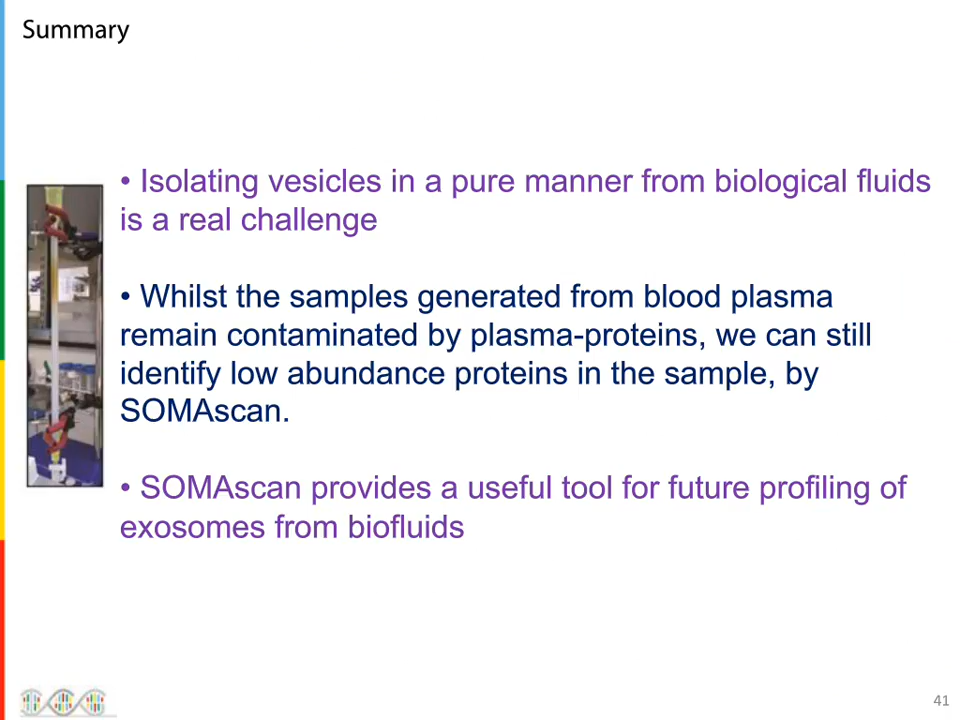 Summary
• Isolating vesicles in a pure manner from biological fluids
is a real challenge
• Whilst the samples generated from blood plasma
remain contaminated by plasma-proteins, we can still
identify low abundance proteins in the sample, by
SOMAscan.
• SOMAscan provides a useful tool for future profiling of
exosomes from biofluids
41